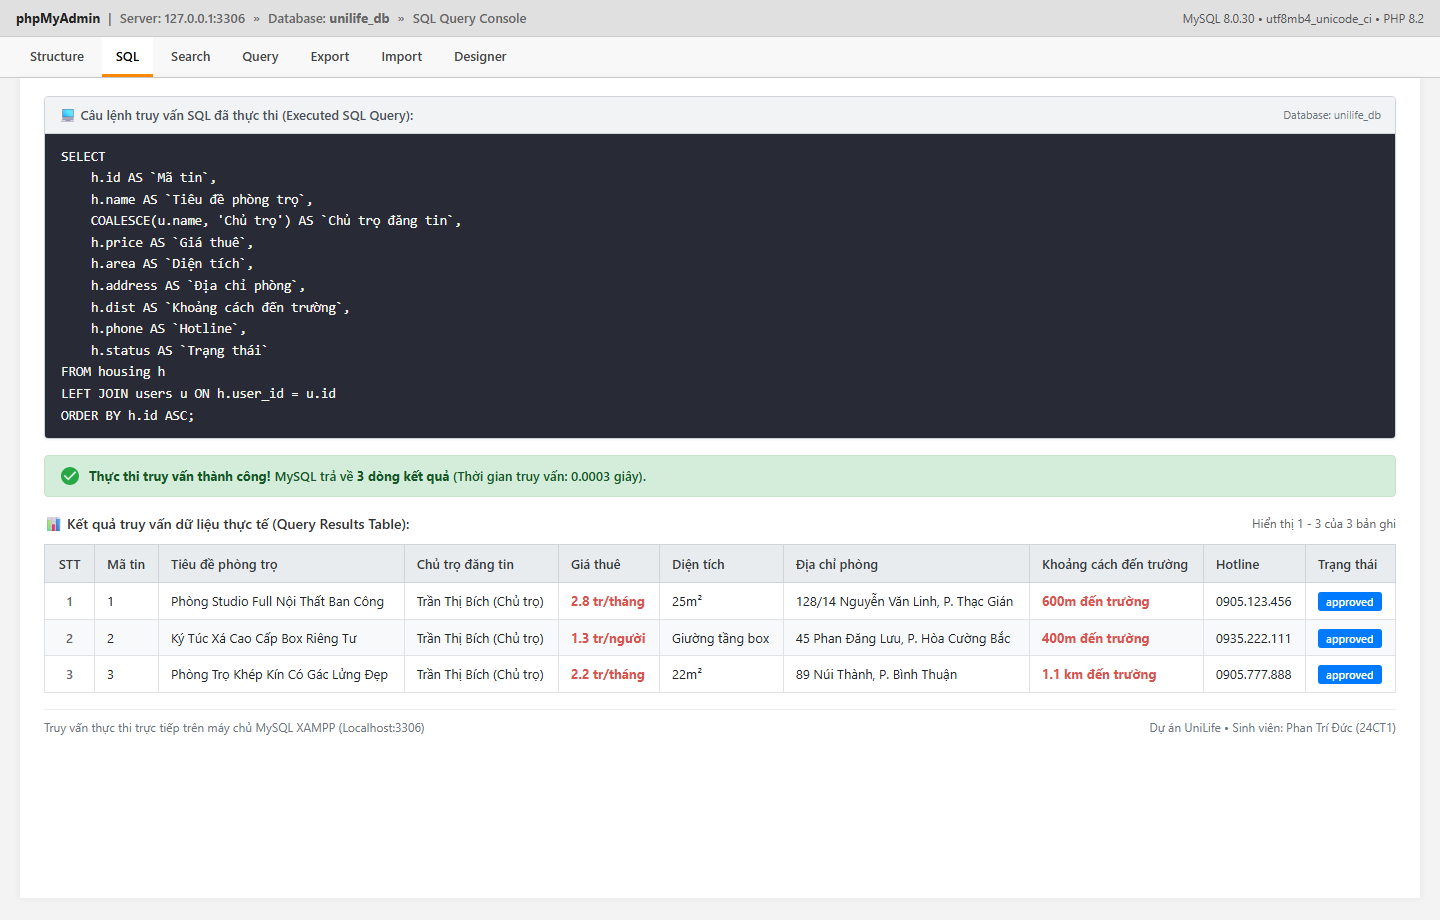 phpMyAdmin | Server: 127.0.0.1:3306 » Database: unilife_db » SQL Query Console
MySQL 8.0.30 • utf8mb4_unicode_ci • PHP 8.2
Structure SQL Search Query Export Import Designer
Câu lệnh truy vấn SQL đã thực thi (Executed SQL Query):
Database: unilife_db
SELECT
    h.id AS `Mã tin`,
    h.name AS `Tiêu đề phòng trọ`,
    COALESCE(u.name, 'Chủ trọ') AS `Chủ trọ đăng tin`,
    h.price AS `Giá thuê`,
    h.area AS `Diện tích`,
    h.address AS `Địa chỉ phòng`,
    h.dist AS `Khoảng cách đến trường`,
    h.phone AS `Hotline`,
    h.status AS `Trạng thái`
FROM housing h
LEFT JOIN users u ON h.user_id = u.id
ORDER BY h.id ASC;
Thực thi truy vấn thành công! MySQL trả về 3 dòng kết quả (Thời gian truy vấn: 0.0003 giây).
Kết quả truy vấn dữ liệu thực tế (Query Results Table):
Hiển thị 1 - 3 của 3 bản ghi
STT Mã tin Tiêu đề phòng trọ Chủ trọ đăng tin Giá thuê Diện tích Địa chỉ phòng Khoảng cách đến trường Hotline Trạng thái
1 1 Phòng Studio Full Nội Thất Ban Công Trần Thị Bích (Chủ trọ) 2.8 tr/tháng 25m² 128/14 Nguyễn Văn Linh, P. Thạc Gián 600m đến trường 0905.123.456 approved
2 2 Ký Túc Xá Cao Cấp Box Riêng Tư Trần Thị Bích (Chủ trọ) 1.3 tr/người Giường tầng box 45 Phan Đăng Lưu, P. Hòa Cường Bắc 400m đến trường 0935.222.111 approved
3 3 Phòng Trọ Khép Kín Có Gác Lửng Đẹp Trần Thị Bích (Chủ trọ) 2.2 tr/tháng 22m² 89 Núi Thành, P. Bình Thuận 1.1 km đến trường 0905.777.888 approved
Truy vấn thực thi trực tiếp trên máy chủ MySQL XAMPP (Localhost:3306)
Dự án UniLife • Sinh viên: Phan Trí Đức (24CT1)